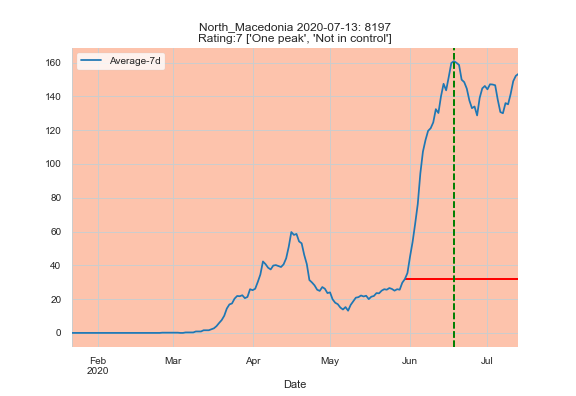 North_Macedonia 2020-07-13: 8197
Rating:7 ['One peak', 'Not in control']
Average-7d
160
140
120
100
80
60
40
20
0
Feb
2020
Mar
Apr
May
Jun
Jul
Date